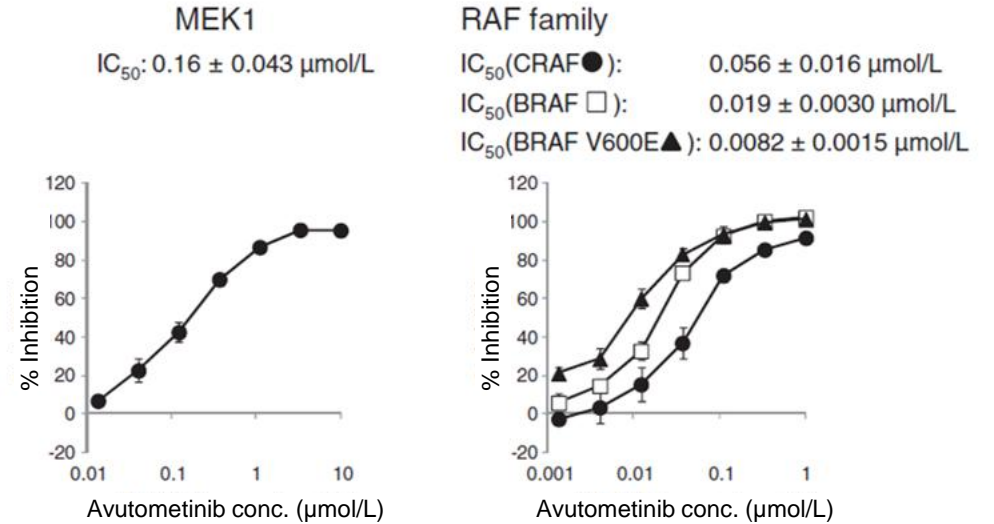 MEK1
IC50: 0.16 ± 0.043 µmol/L
120
100
80
60
40
20
0
-20
% Inhibition
0.01 0.1 1 10
Avutometinib conc. (µmol/L)
RAF family
IC50(CRAF●): 0.056 ± 0.016 µmol/L
IC50(BRAF □): 0.019 ± 0.0030 µmol/L
IC50(BRAF V600E▲): 0.0082 ± 0.0015 µmol/L
120
100
80
60
40
20
0
-20
% Inhibition
0.001 0.01 0.1 1
Avutometinib conc. (µmol/L)